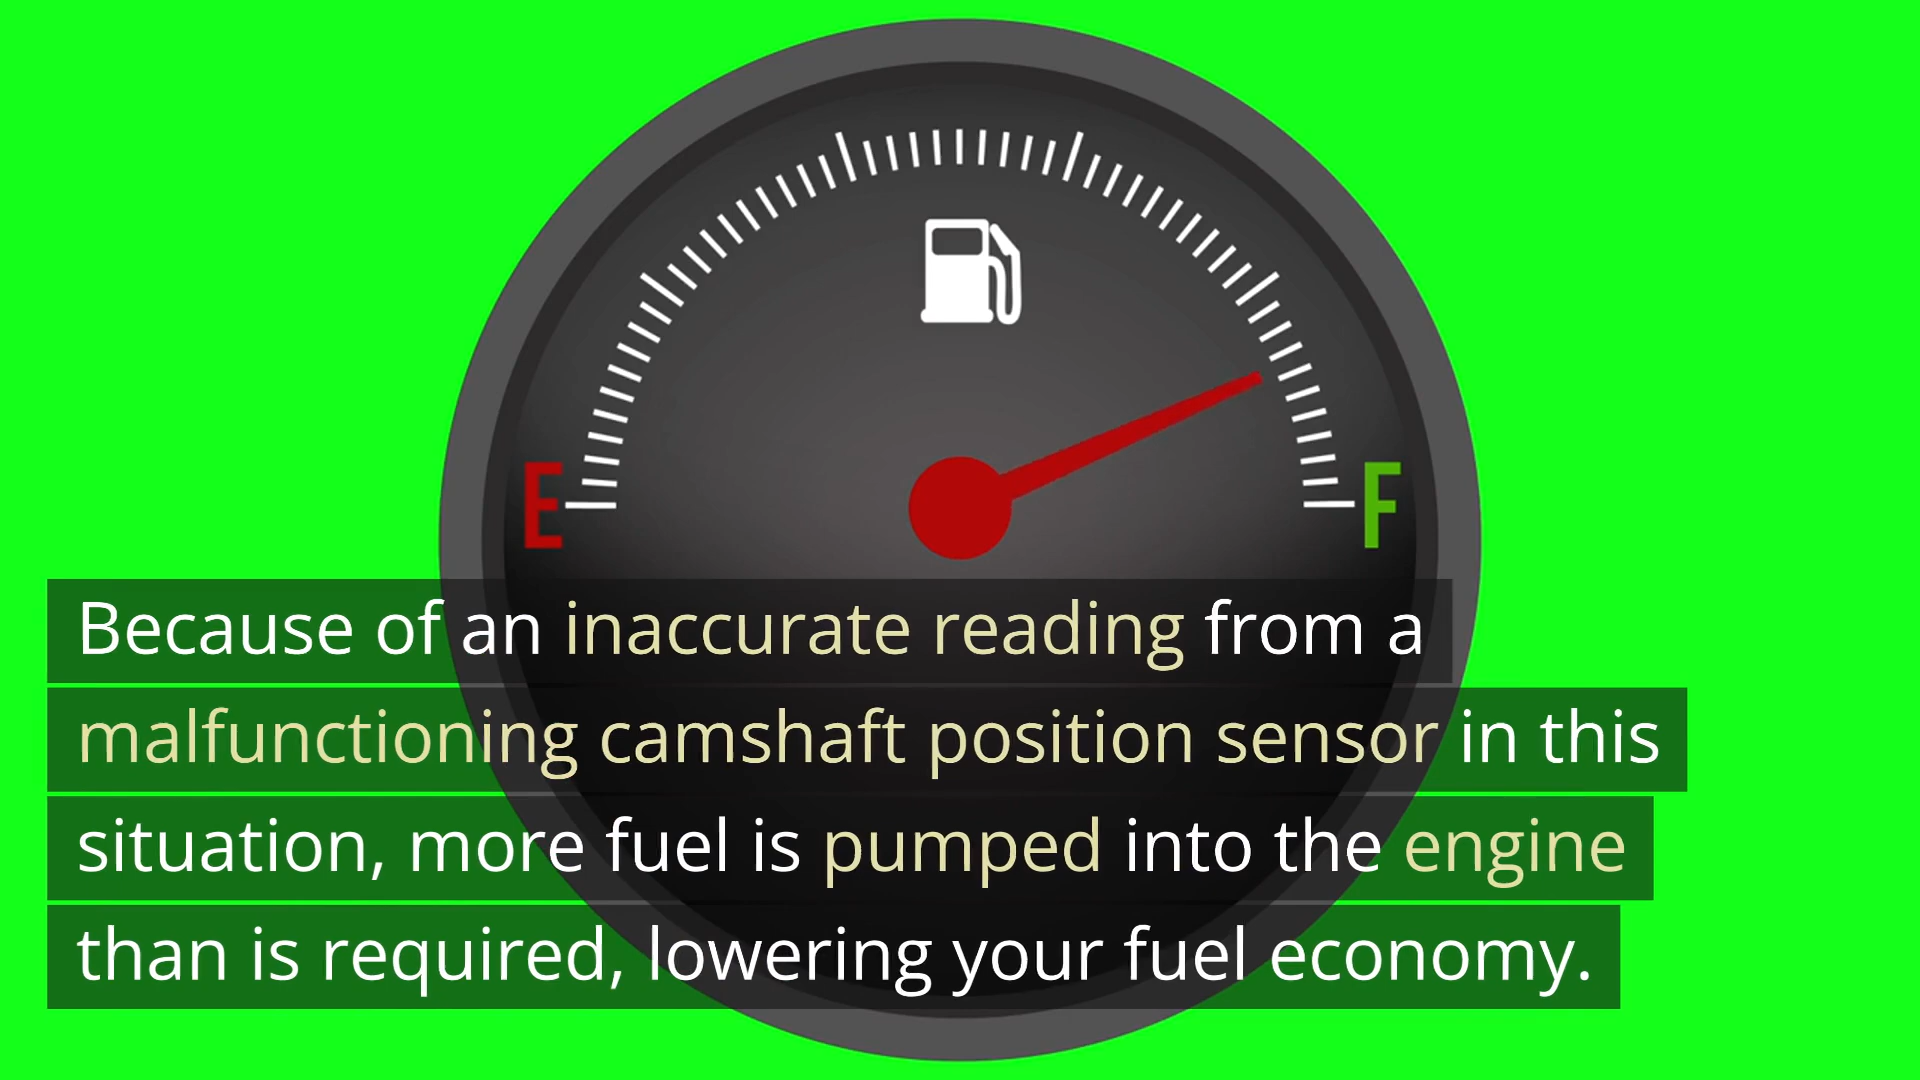 E
F
Because of an inaccurate reading from a
malfunctioning camshaft position sensor in this
situation, more fuel is pumped into the engine
than is required, lowering your fuel economy.